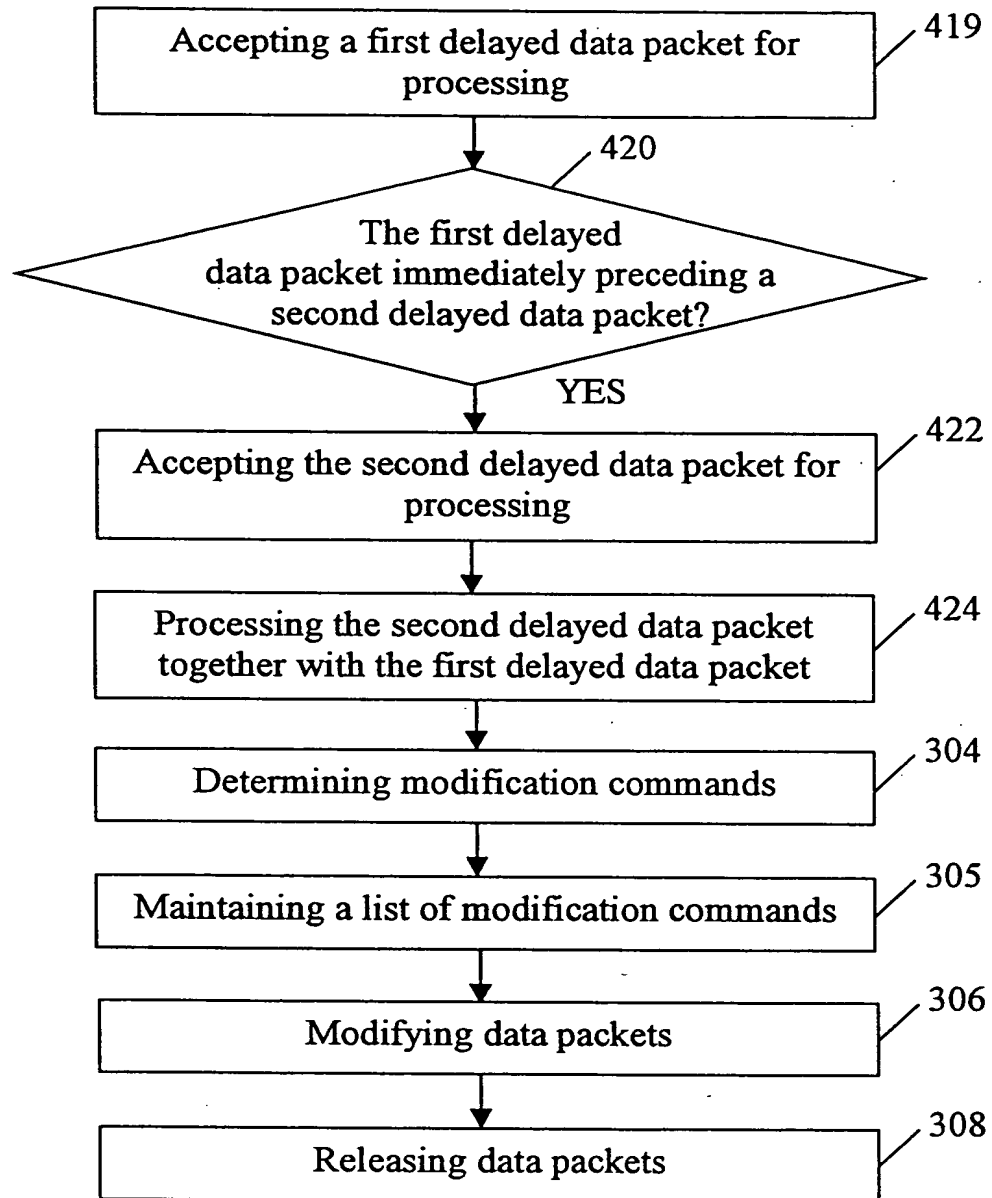 Accepting a first delayed data packet for
processing
419
420
The first delayed
data packet immediately preceding a
second delayed data packet?
YES
422
Accepting the second delayed data packet for
processing
424
Processing the second delayed data packet
together with the first delayed data packet
304
Determining modification commands
305
Maintaining a list of modification commands
306
Modifying data packets
308
Releasing data packets